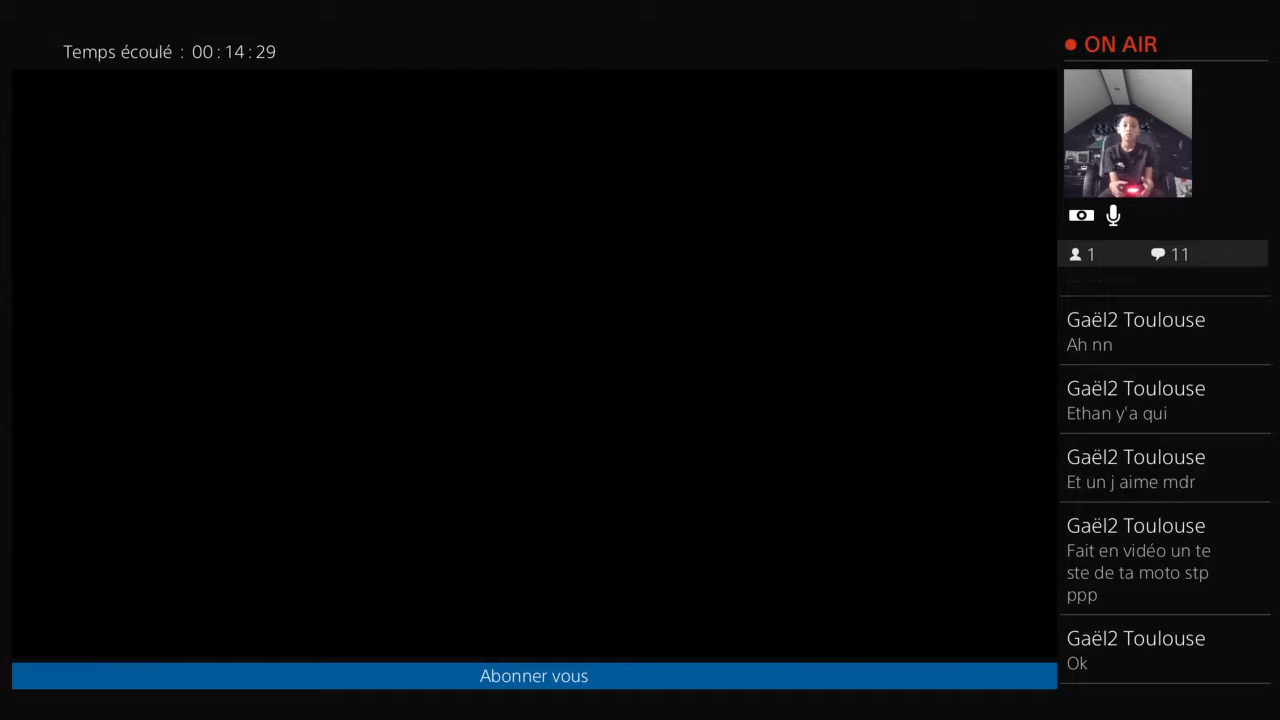 Temps écoulé : 00:14:29
ON AIR
1 11
Gaël2 Toulouse
Ah nn
Gaël2 Toulouse
Ethan y'a qui
Gaël2 Toulouse
Et un j aime mdr
Gaël2 Toulouse
Fait en vidéo un te
ste de ta moto stp
ppp
Gaël2 Toulouse
Ok
Abonner vous